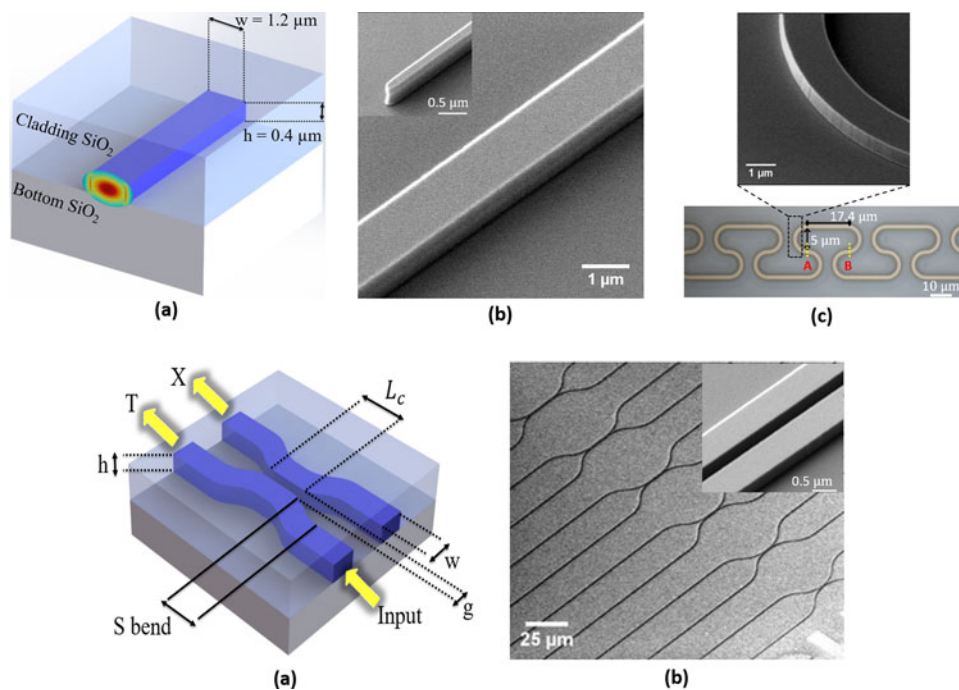 w = 1.2 µm
h = 0.4 µm
Cladding SiO2
Bottom SiO2
(a)
0.5 µm
1 µm
(b)
1 µm
17.4 µm
5 µm
A
B
10 µm
(c)
X
T
Lc
h
w
g
Input
S bend
(a)
0.5 µm
25 µm
(b)